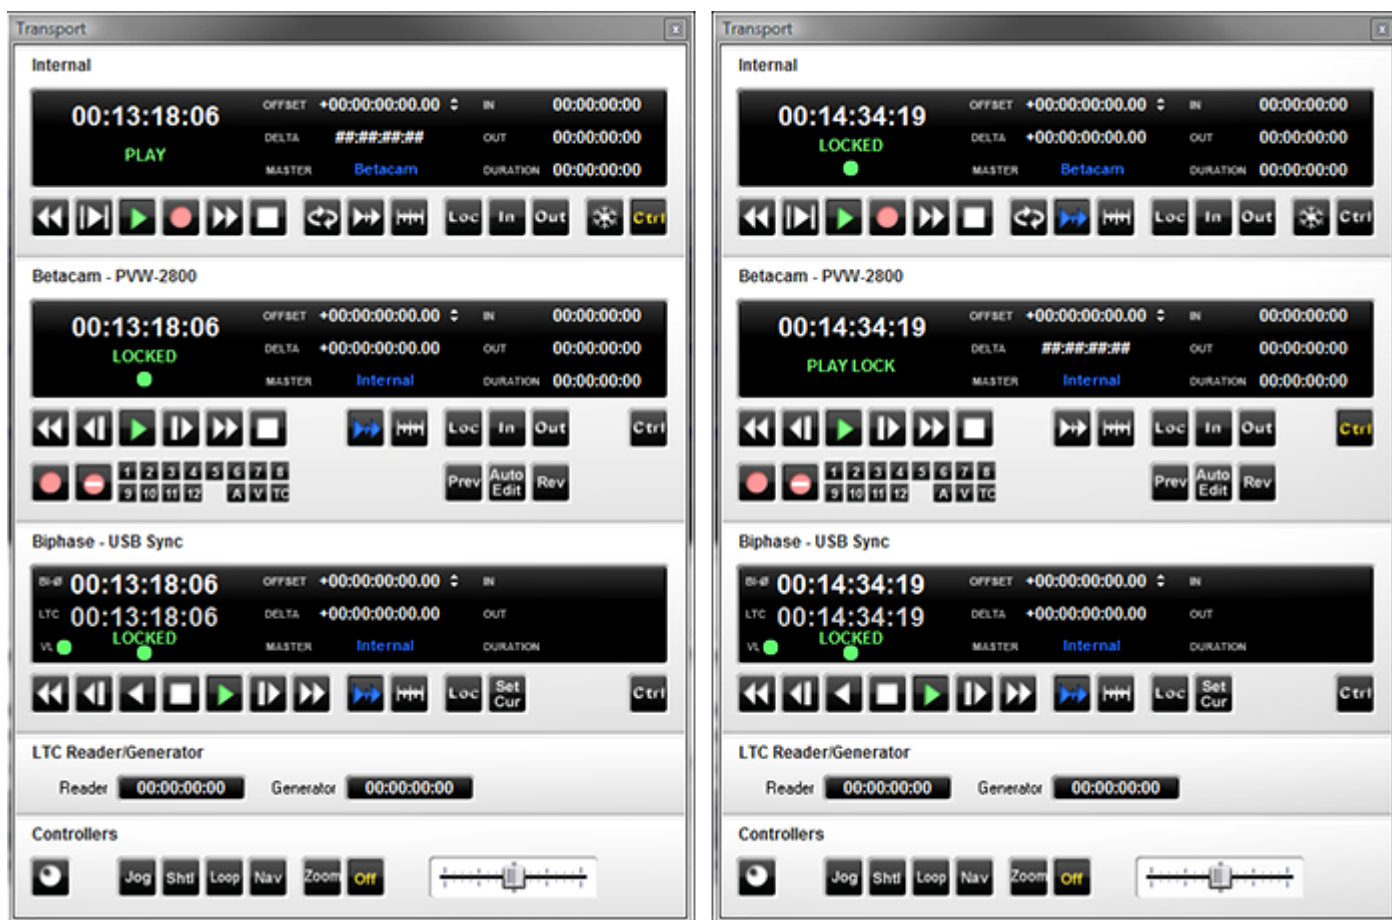 Transport
Internal
00:13:18:06 OFFSET +00:00:00:00.00 IN 00:00:00:00
PLAY DELTA ##:##:##:## OUT 00:00:00:00
MASTER Betacam DURATION 00:00:00:00
Loc In Out Ctrl
Betacam - PVW-2800
00:13:18:06 OFFSET +00:00:00:00.00 IN 00:00:00:00
LOCKED DELTA +00:00:00:00.00 OUT 00:00:00:00
MASTER Internal DURATION 00:00:00:00
Loc In Out Ctrl
1 2 3 4 5 6 7 8
9 10 11 12 A V TC
Prev Auto Edit Rev
Biphase - USB Sync
BI-Ø 00:13:18:06 OFFSET +00:00:00:00.00 IN
LTC 00:13:18:06 DELTA +00:00:00:00.00 OUT
VL LOCKED MASTER Internal DURATION
Loc Set Cur Ctrl
LTC Reader/Generator
Reader 00:00:00:00 Generator 00:00:00:00
Controllers
Jog Shtl Loop Nav Zoom Off
Transport
Internal
00:14:34:19 OFFSET +00:00:00:00.00 IN 00:00:00:00
LOCKED DELTA +00:00:00:00.00 OUT 00:00:00:00
MASTER Betacam DURATION 00:00:00:00
Loc In Out Ctrl
Betacam - PVW-2800
00:14:34:19 OFFSET +00:00:00:00.00 IN 00:00:00:00
PLAY LOCK DELTA ##:##:##:## OUT 00:00:00:00
MASTER Internal DURATION 00:00:00:00
Loc In Out Ctrl
1 2 3 4 5 6 7 8
9 10 11 12 A V TC
Prev Auto Edit Rev
Biphase - USB Sync
BI-Ø 00:14:34:19 OFFSET +00:00:00:00.00 IN
LTC 00:14:34:19 DELTA +00:00:00:00.00 OUT
VL LOCKED MASTER Internal DURATION
Loc Set Cur Ctrl
LTC Reader/Generator
Reader 00:00:00:00 Generator 00:00:00:00
Controllers
Jog Shtl Loop Nav Zoom Off